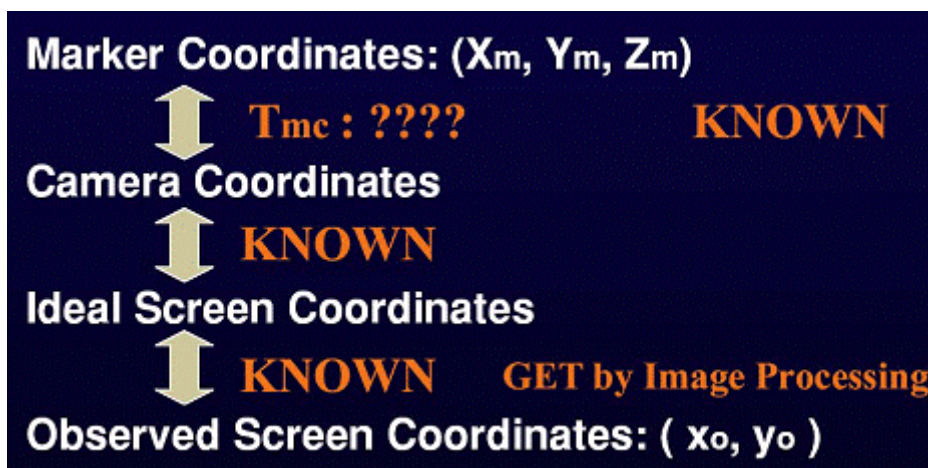 Marker Coordinates: (Xm, Ym, Zm)
Tmc : ???? KNOWN
Camera Coordinates
KNOWN
Ideal Screen Coordinates
KNOWN GET by Image Processing
Observed Screen Coordinates: ( xo, yo )